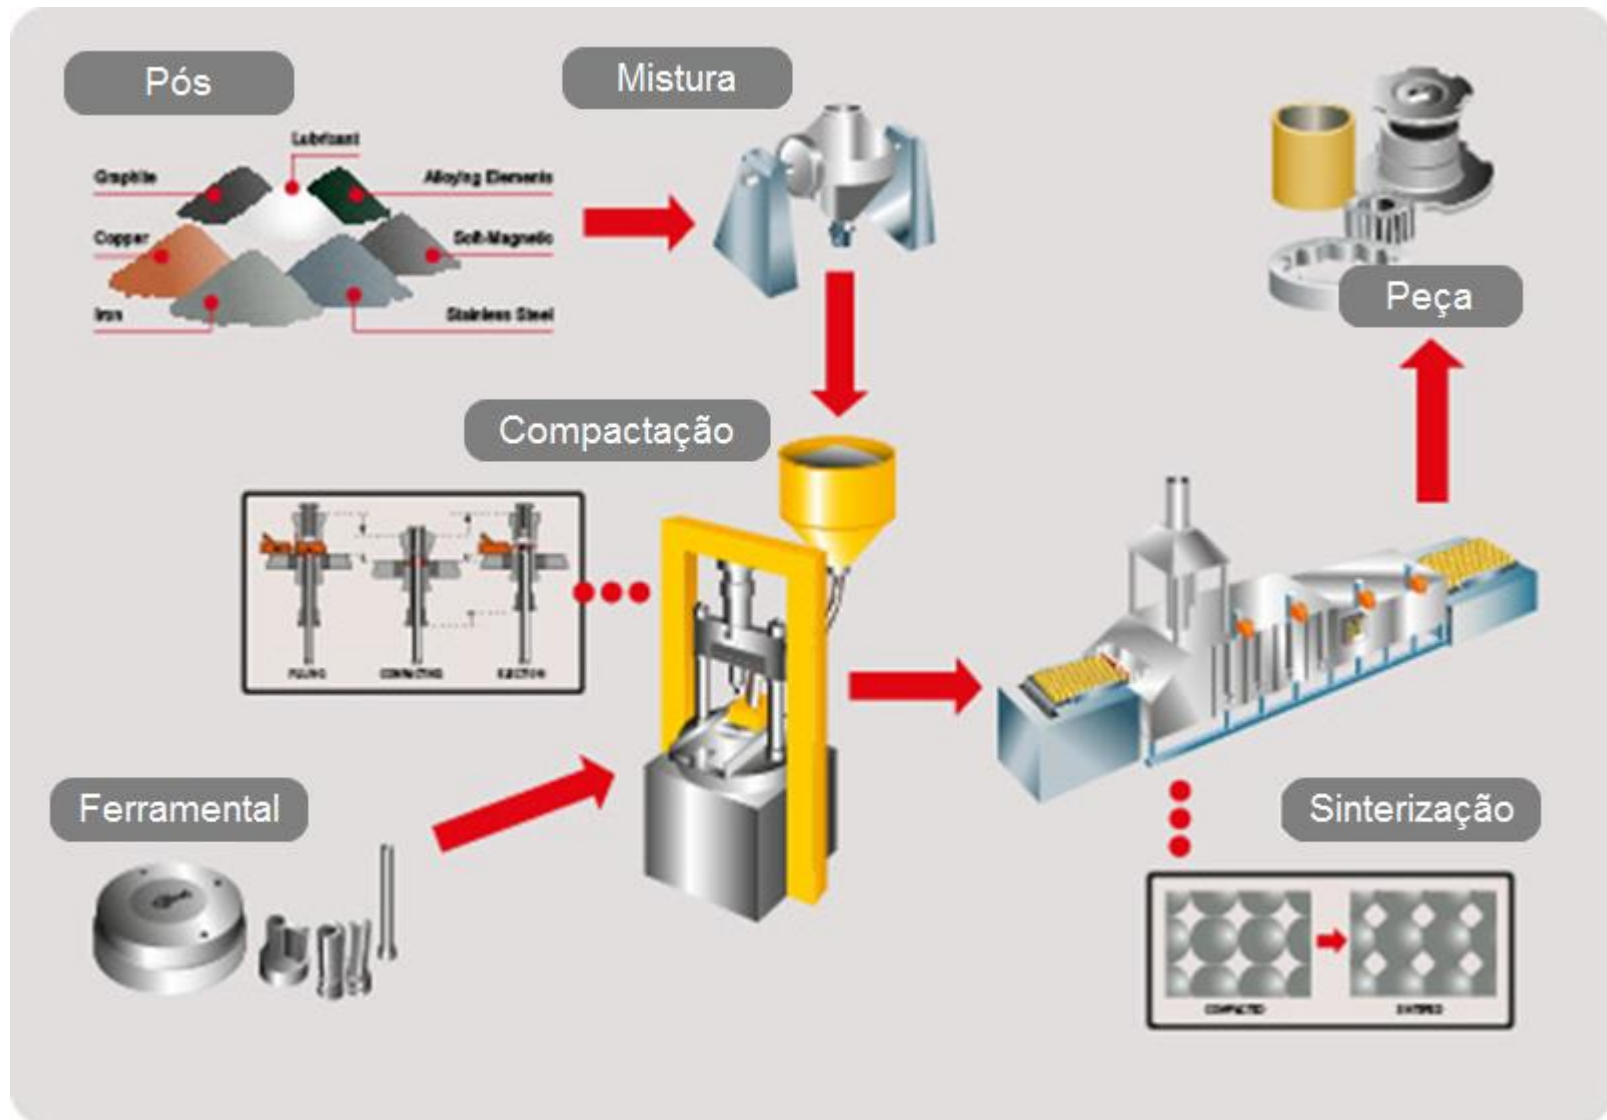 Pós
Mistura
Lubricant
Graphite
Alloying Elements
Copper
Soft-Magnetic
Iron
Stainless Steel
Peça
Compactação
FILLING
COMPACTING
EJECTION
Ferramental
Sinterização
COMPACTED
SINTERED